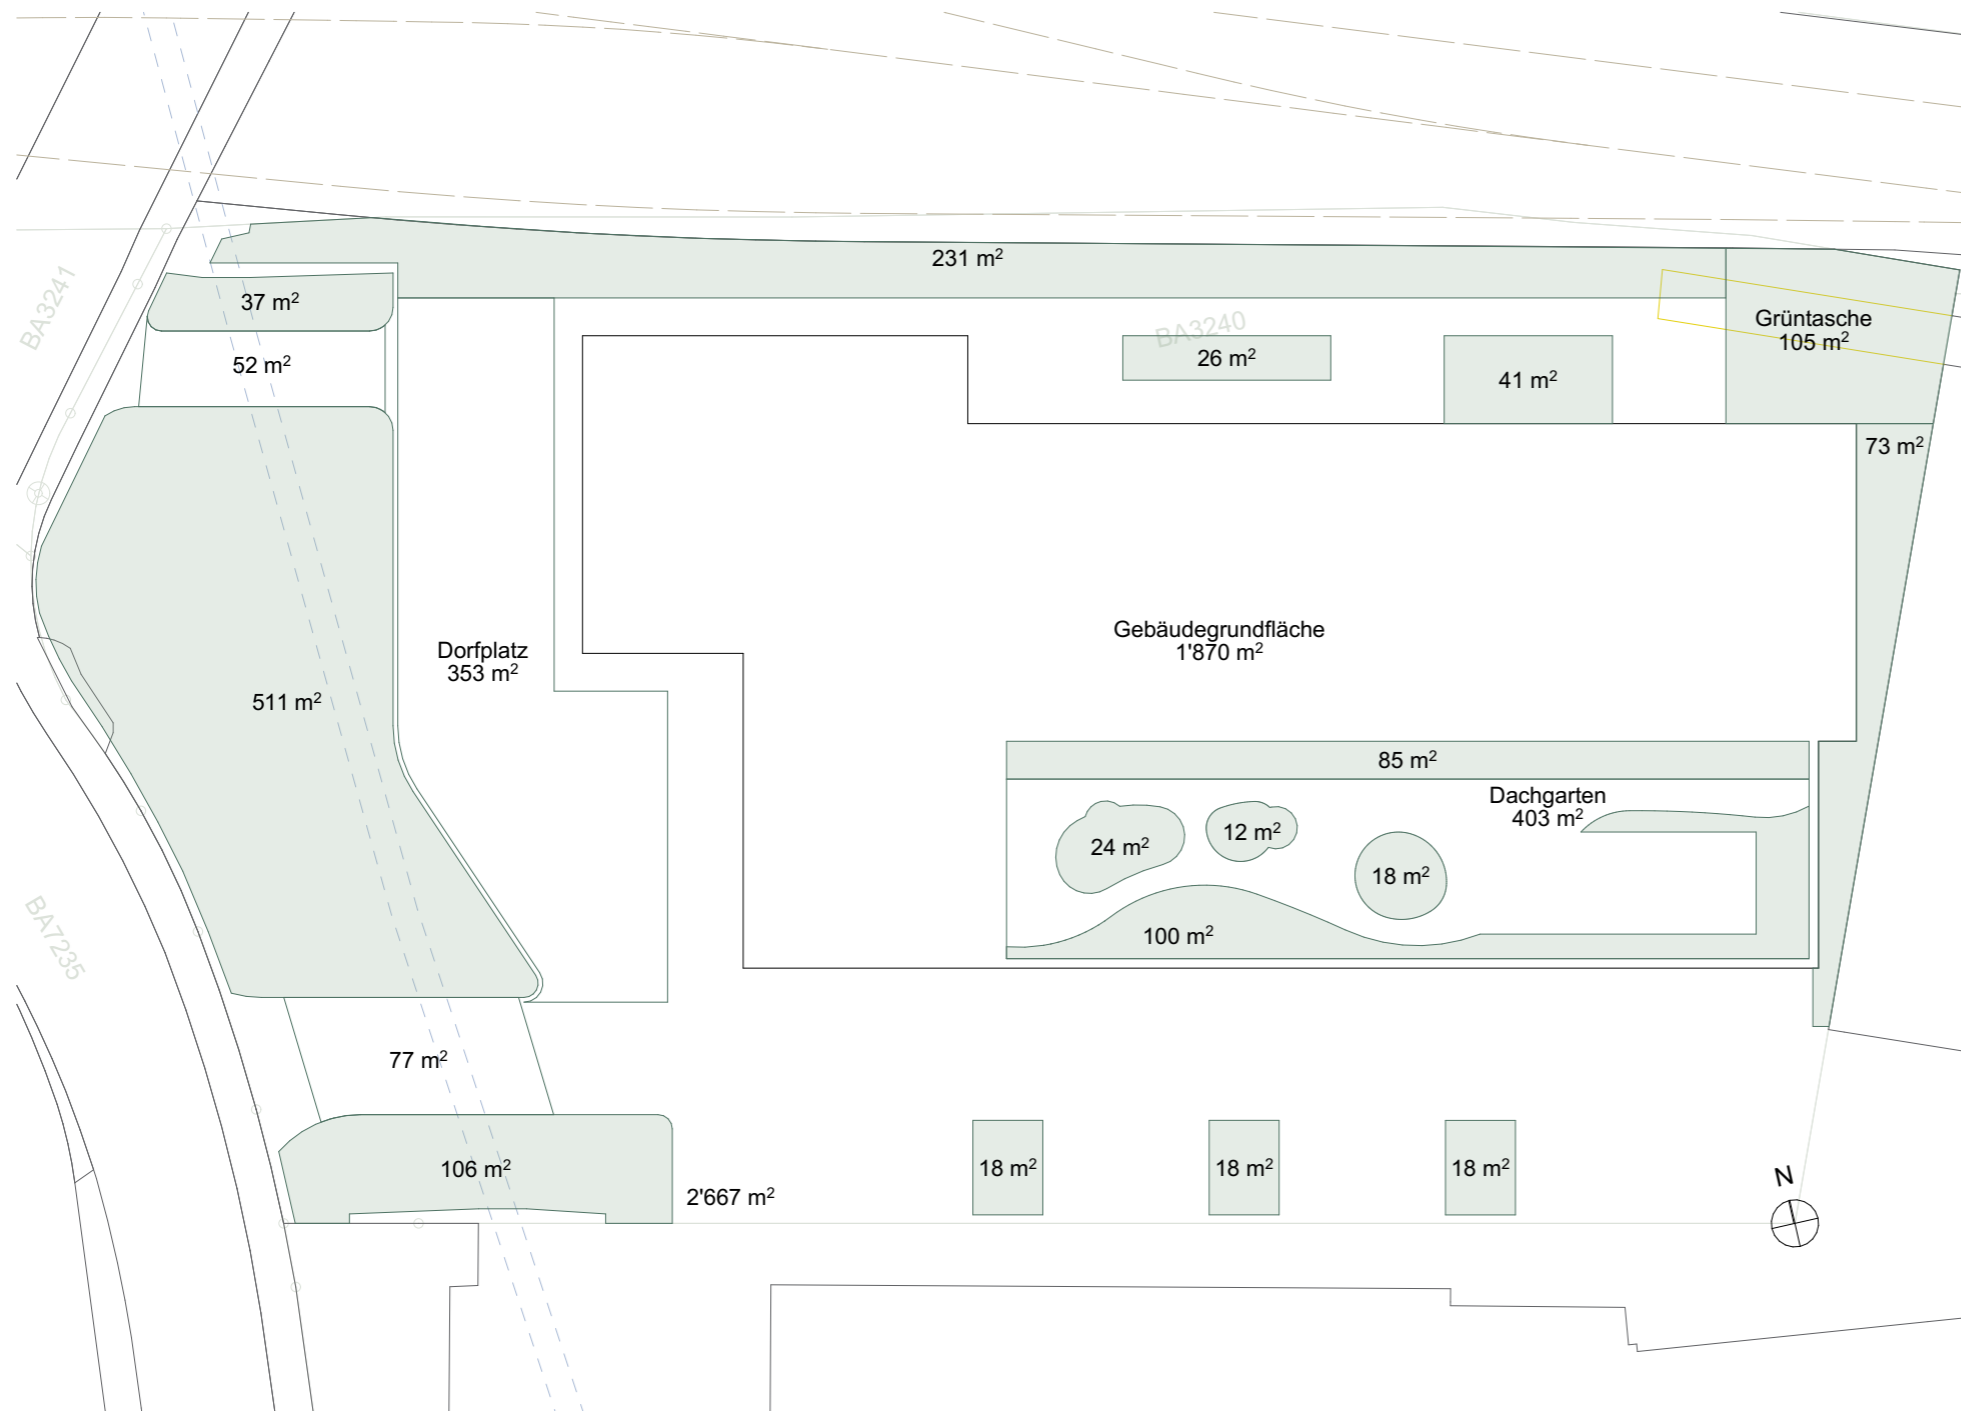 231 m²
BA3241
37 m²
BA3240
Grüntasche
105 m²
52 m²
26 m²
41 m²
73 m²
Dorfplatz
353 m²
Gebäudegrundfläche
1'870 m²
511 m²
85 m²
Dachgarten
403 m²
24 m²
12 m²
18 m²
100 m²
BA7235
77 m²
106 m²
2'667 m²
18 m²
18 m²
18 m²
N